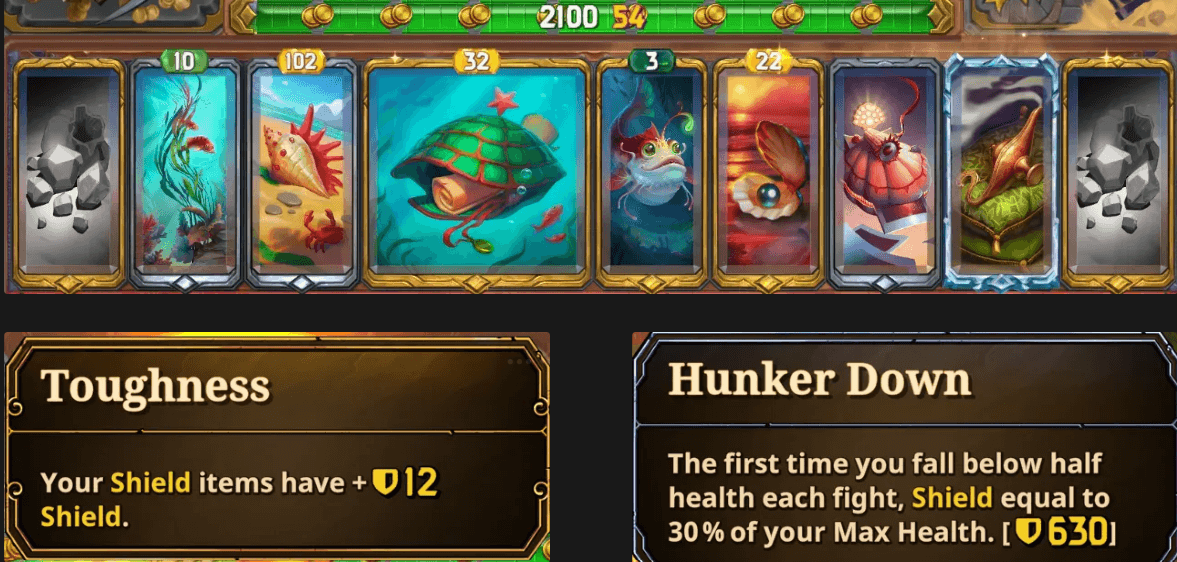 2100 54
10 102 32 3 22
Toughness
Hunker Down
Your Shield items have + 12
Shield.
The first time you fall below half
health each fight, Shield equal to
30% of your Max Health. [630]